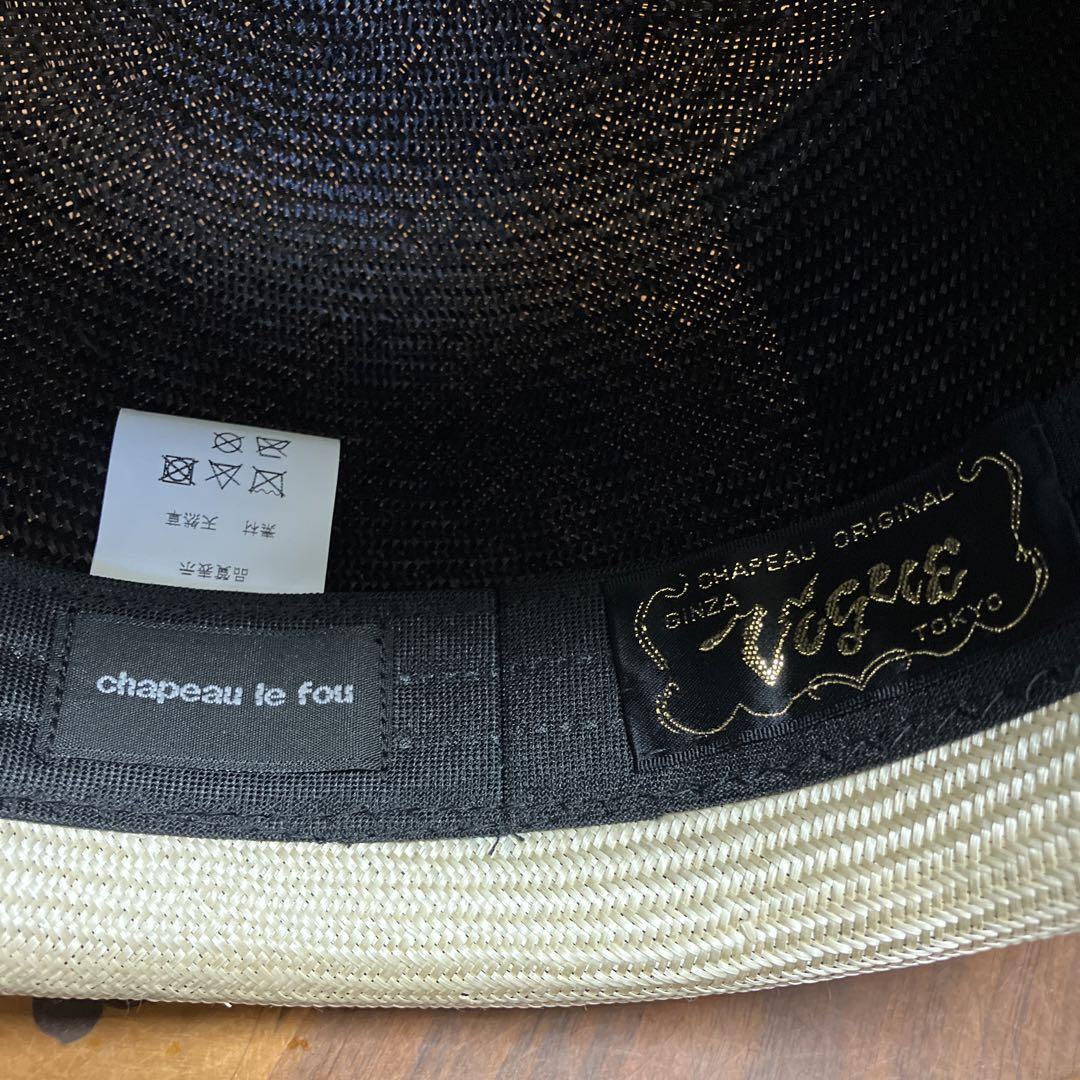 品質表示
素材 天然草
chapeau le fou
CHAPEAU ORIGINAL
GINZA
VOGUE
TOKYO